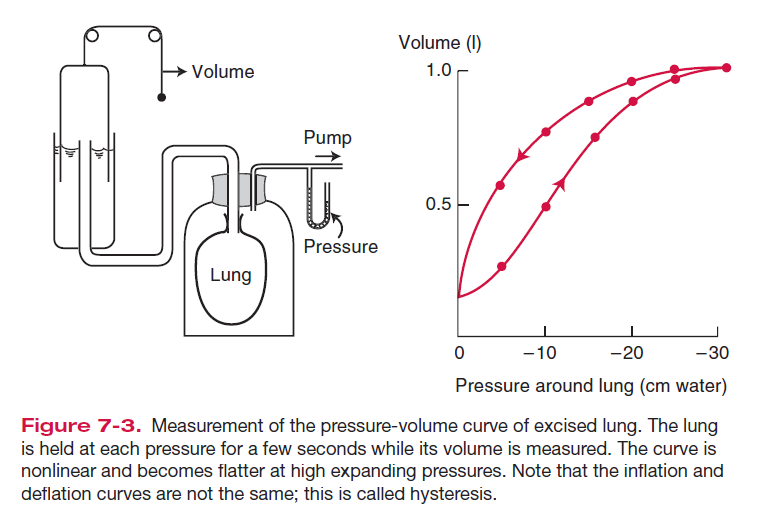 Volume
Pump
Pressure
Lung
Volume (l)
1.0
0.5
0
−10
−20
−30
Pressure around lung (cm water)
Figure 7-3. Measurement of the pressure-volume curve of excised lung. The lung
is held at each pressure for a few seconds while its volume is measured. The curve is
nonlinear and becomes flatter at high expanding pressures. Note that the inflation and
deflation curves are not the same; this is called hysteresis.